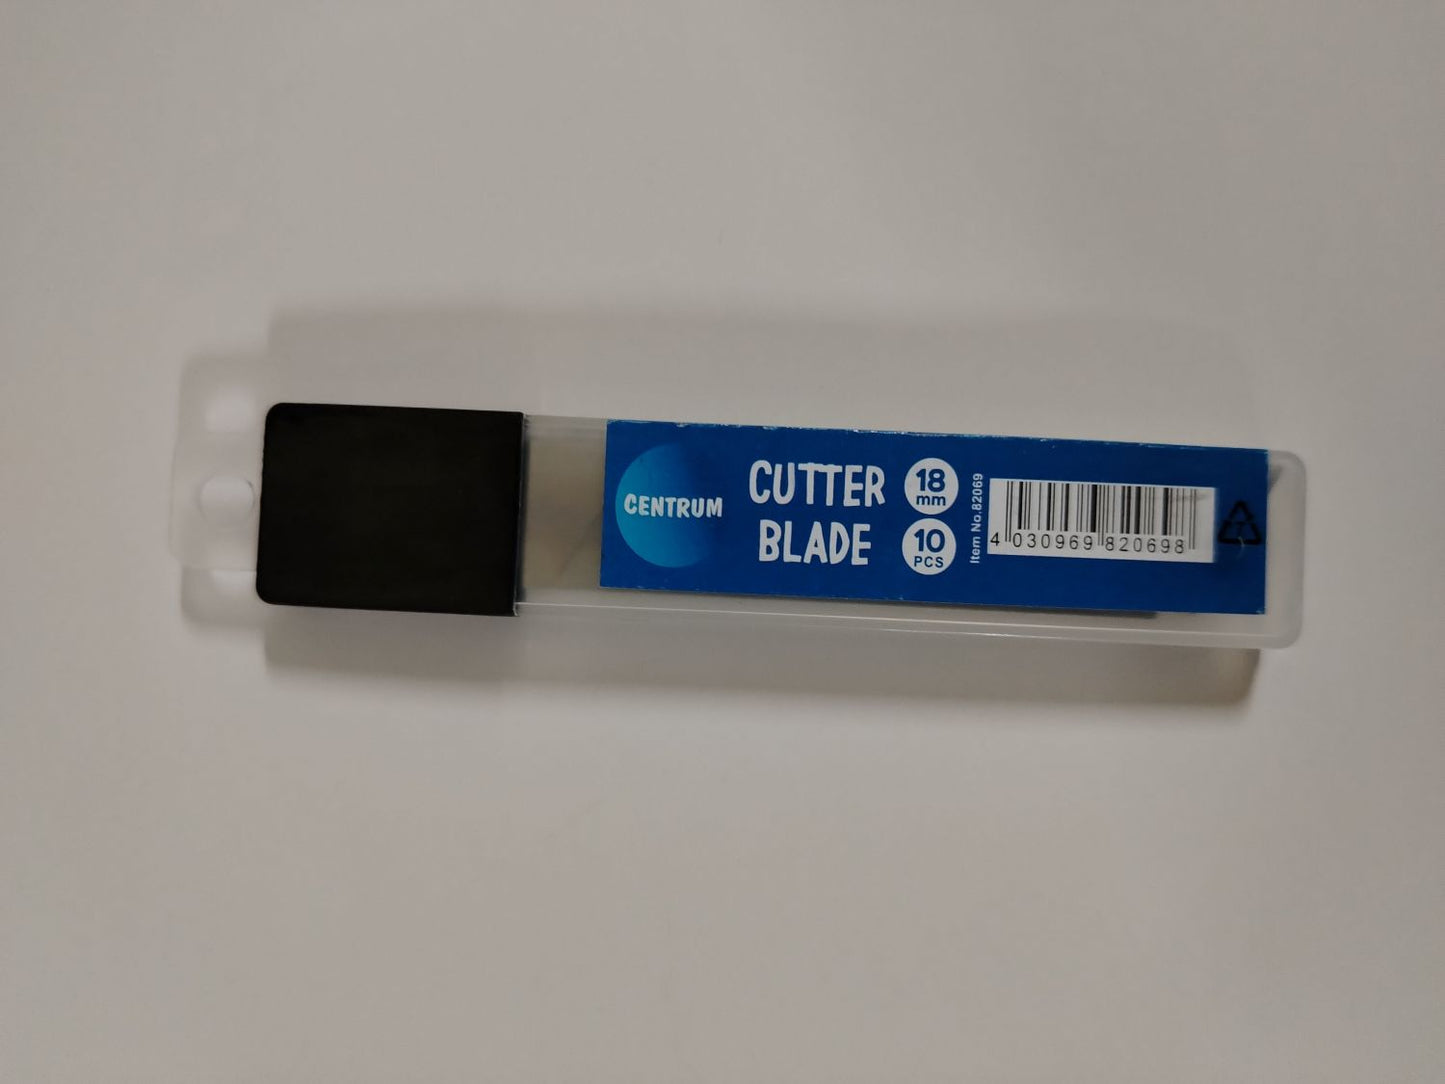 CENTRUM
CUTTER
BLADE
18
mm
10
PCS
Item No.82069
4 030969 820698